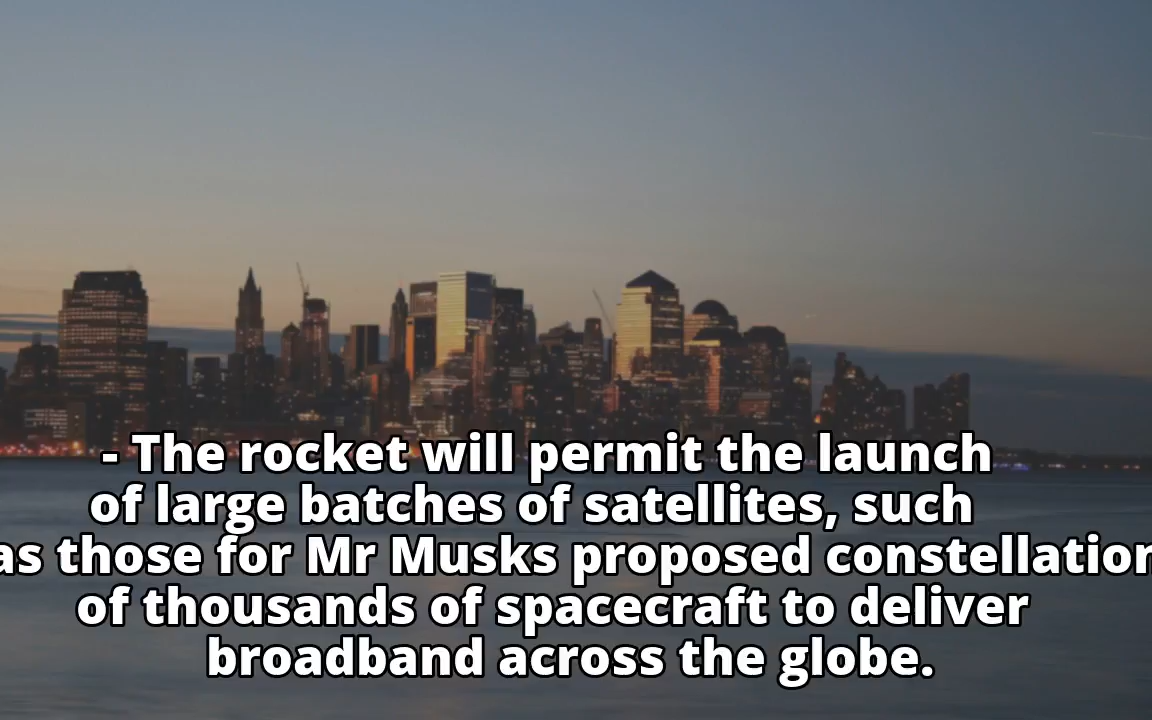 - The rocket will permit the launch
of large batches of satellites, such
as those for Mr Musks proposed constellation
of thousands of spacecraft to deliver
broadband across the globe.